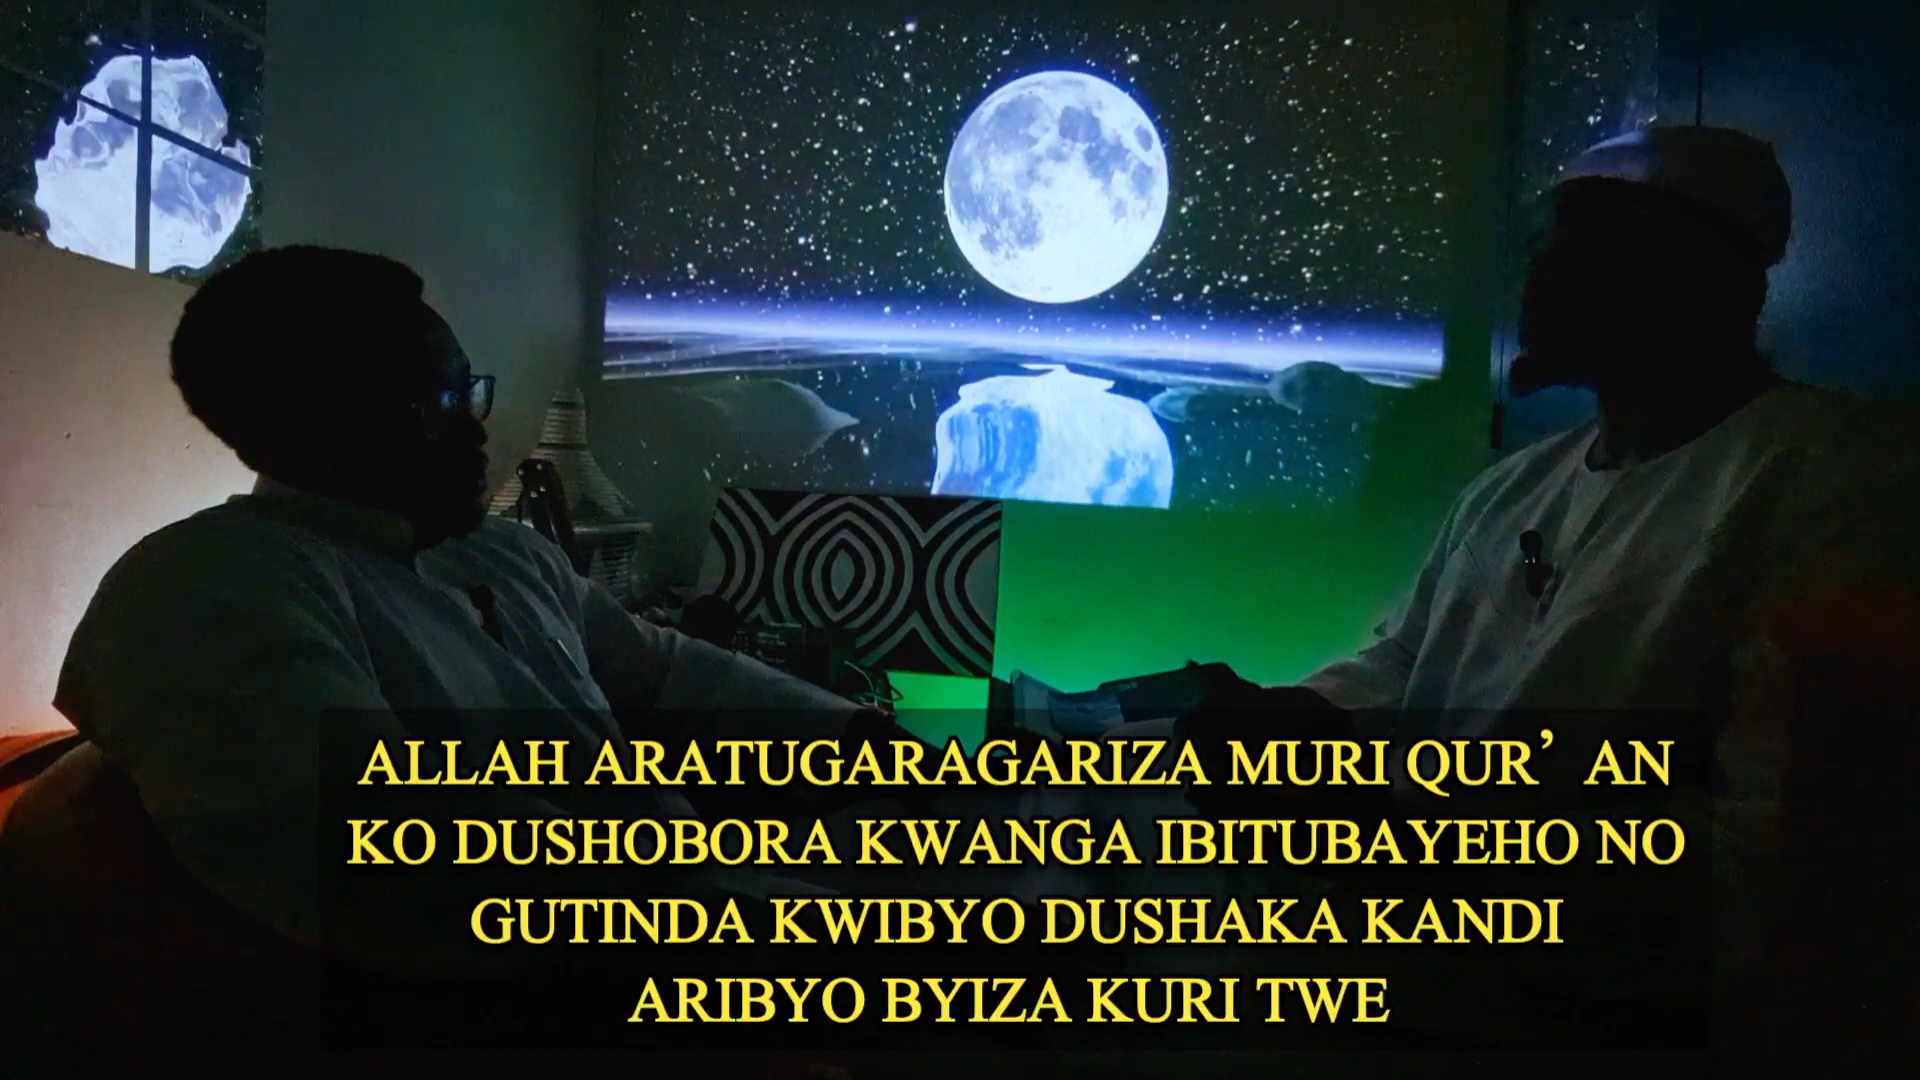 ALLAH ARATUGARAGARIZA MURI QUR’ AN
KO DUSHOBORA KWANGA IBITUBAYEHO NO
GUTINDA KWIBYO DUSHAKA KANDI
ARIBYO BYIZA KURI TWE